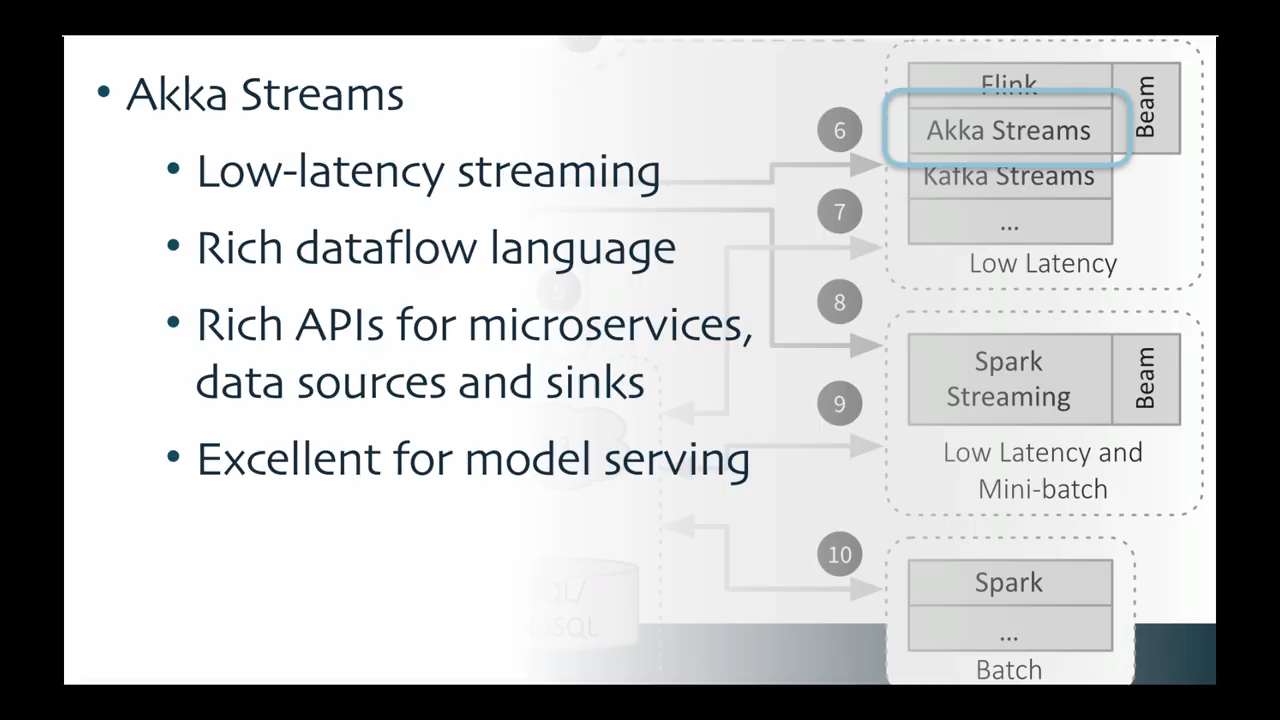 • Akka Streams
• Low-latency streaming
• Rich dataflow language
• Rich APIs for microservices,
data sources and sinks
• Excellent for model serving
6
7
8
9
10
Flink
Akka Streams
Kafka Streams
...
Beam
Low Latency
Spark
Streaming
Beam
Low Latency and
Mini-batch
Spark
...
Batch